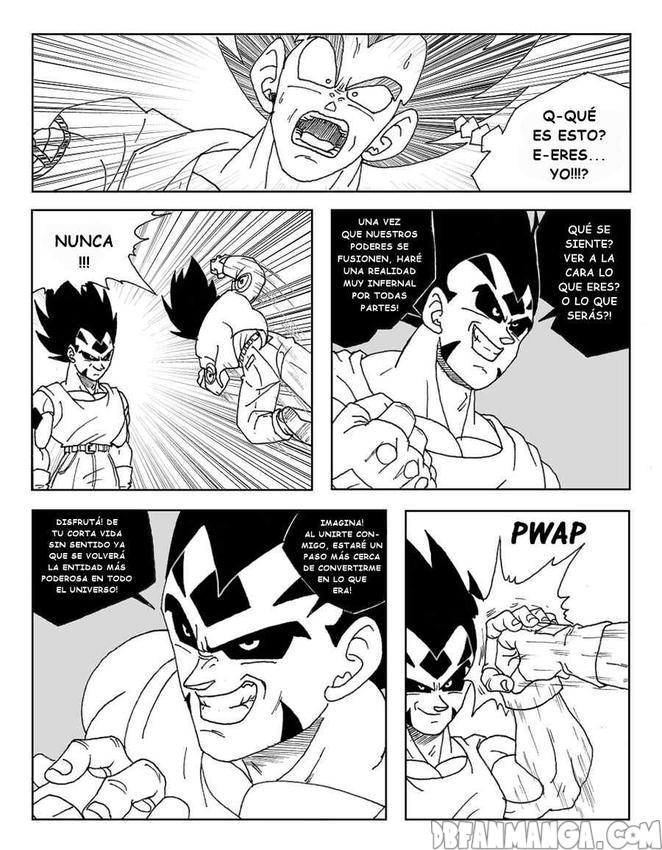 Q-QUÉ
ES ESTO?
E-ERES...
YO!!!?
QUÉ SE
SIENTE?
VER A LA
CARA LO
QUE ERES?
O LO QUE
SERÁS?!
UNA VEZ
QUE NUESTROS
PODERES SE
FUSIONEN, HARÉ
UNA REALIDAD
MUY INFERNAL
POR TODAS
PARTES!
NUNCA
!!!
PWAP
IMAGINA!
AL UNIRTE CON-
MIGO, ESTARÉ UN
PASO MÁS CERCA
DE CONVERTIRME
EN LO QUE
ERA!
DISFRUTÁ! DE
TU CORTA VIDA
SIN SENTIDO YA
QUE SE VOLVERÁ
LA ENTIDAD MÁS
PODEROSA EN TODO
EL UNIVERSO!
DBFANMANGA.COM